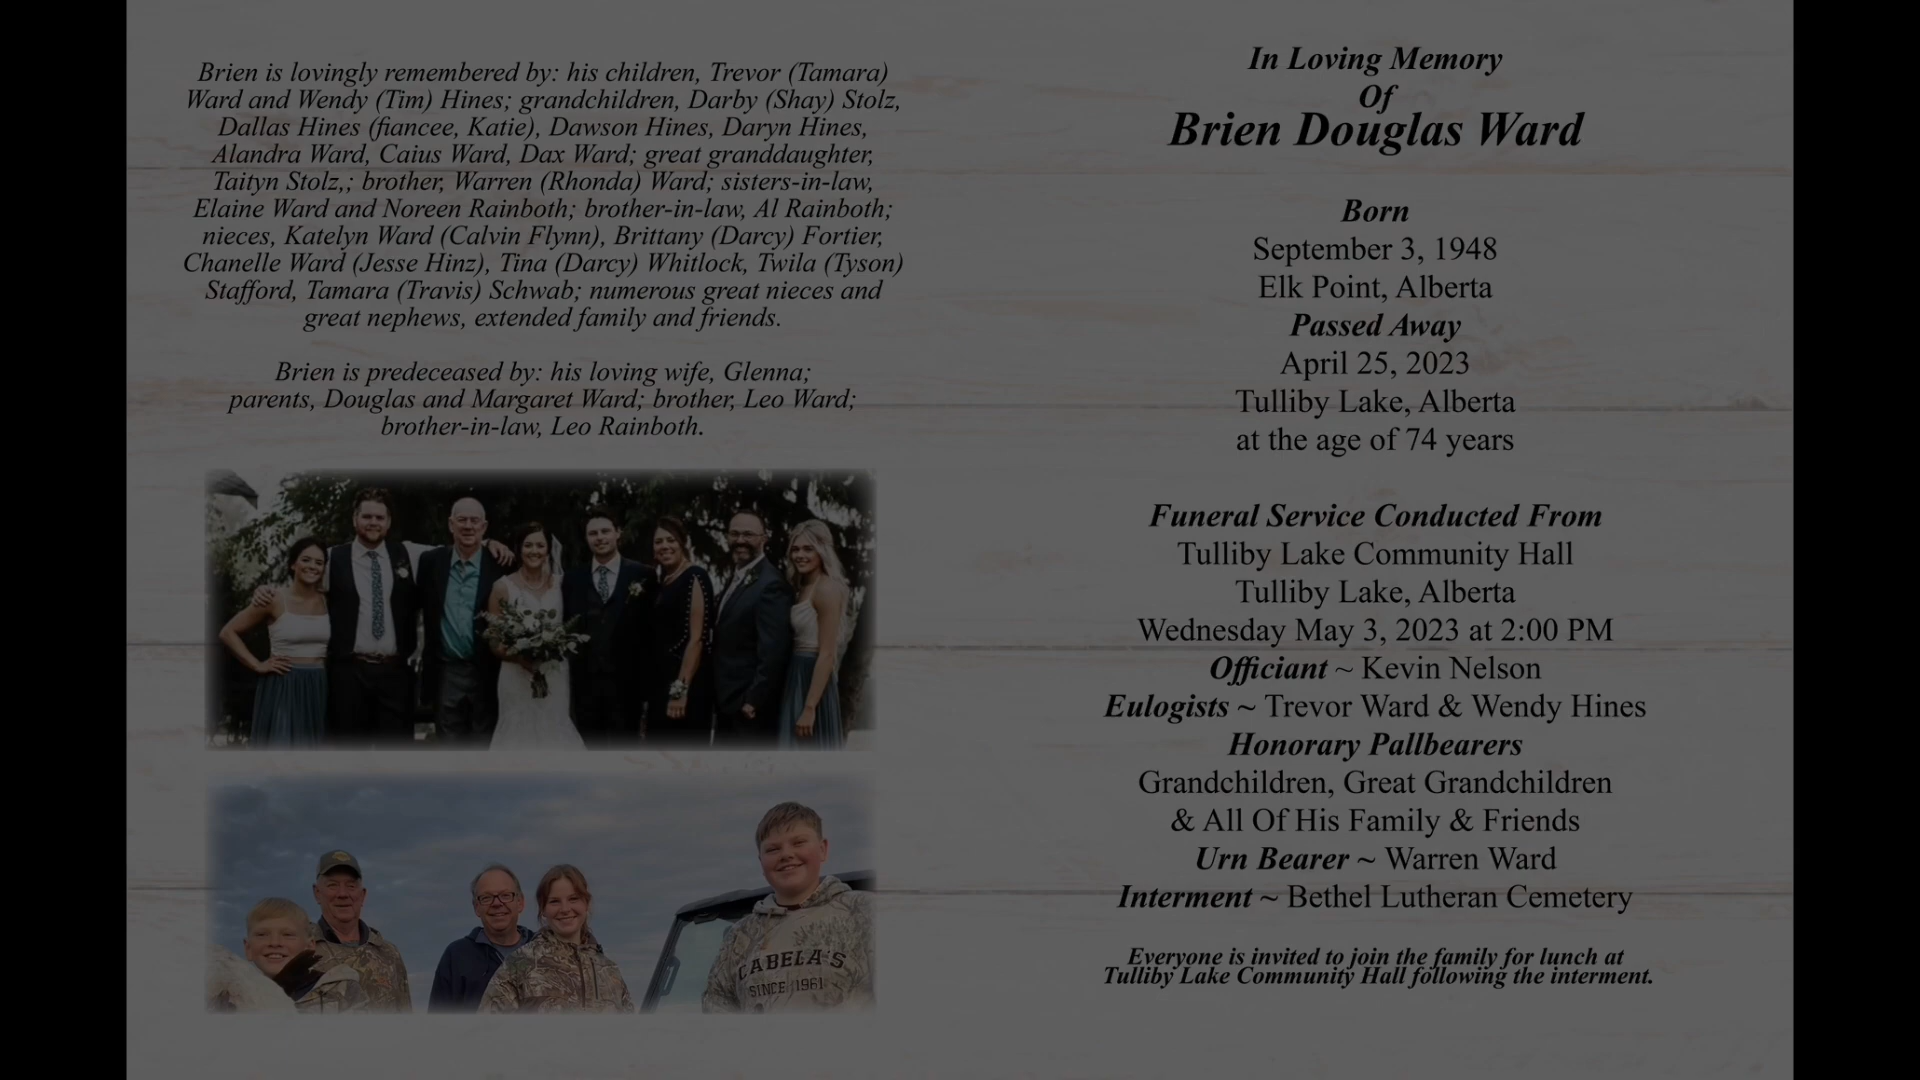 Brien is lovingly remembered by: his children, Trevor (Tamara)
Ward and Wendy (Tim) Hines; grandchildren, Darby (Shay) Stolz,
Dallas Hines (fiancee, Katie), Dawson Hines, Daryn Hines,
Alandra Ward, Caius Ward, Dax Ward; great granddaughter,
Taityn Stolz,; brother, Warren (Rhonda) Ward; sisters-in-law,
Elaine Ward and Noreen Rainboth; brother-in-law, Al Rainboth;
nieces, Katelyn Ward (Calvin Flynn), Brittany (Darcy) Fortier,
Chanelle Ward (Jesse Hinz), Tina (Darcy) Whitlock, Twila (Tyson)
Stafford, Tamara (Travis) Schwab; numerous great nieces and
great nephews, extended family and friends.
Brien is predeceased by: his loving wife, Glenna;
parents, Douglas and Margaret Ward; brother, Leo Ward;
brother-in-law, Leo Rainboth.
CABELA'S
SINCE 1961
In Loving Memory
Of
Brien Douglas Ward
Born
September 3, 1948
Elk Point, Alberta
Passed Away
April 25, 2023
Tulliby Lake, Alberta
at the age of 74 years
Funeral Service Conducted From
Tulliby Lake Community Hall
Tulliby Lake, Alberta
Wednesday May 3, 2023 at 2:00 PM
Officiant ~ Kevin Nelson
Eulogists ~ Trevor Ward & Wendy Hines
Honorary Pallbearers
Grandchildren, Great Grandchildren
& All Of His Family & Friends
Urn Bearer ~ Warren Ward
Interment ~ Bethel Lutheran Cemetery
Everyone is invited to join the family for lunch at
Tulliby Lake Community Hall following the interment.